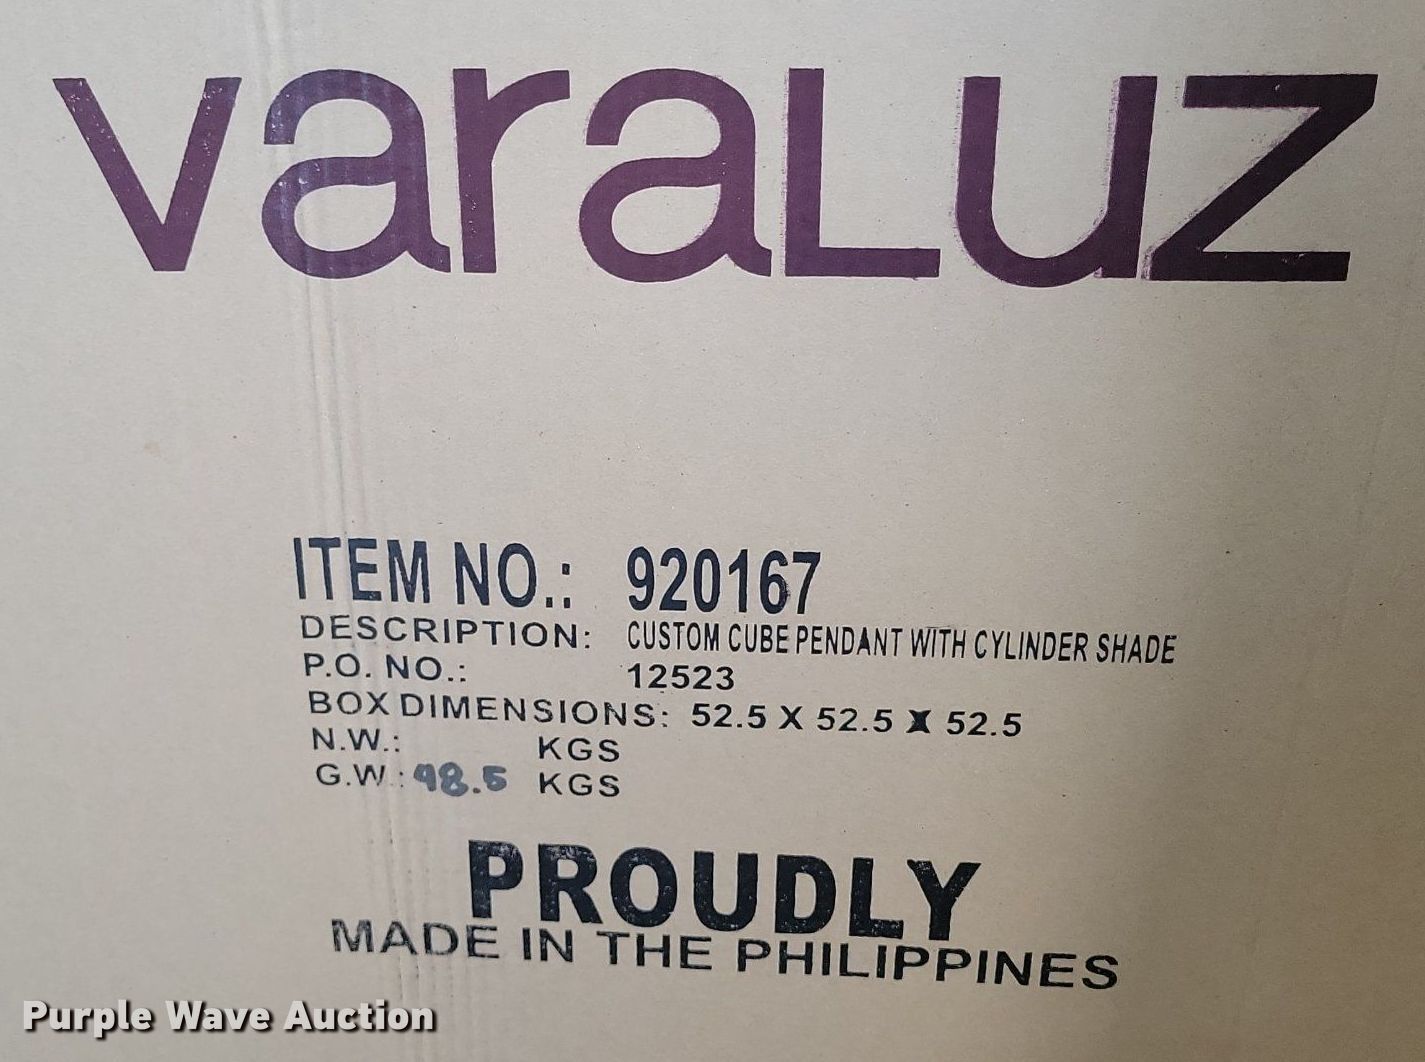 varaLuz
ITEM NO.: 920167
DESCRIPTION: CUSTOM CUBE PENDANT WITH CYLINDER SHADE
P.O. NO.: 12523
BOX DIMENSIONS: 52.5 X 52.5 X 52.5
N.W.: KGS
G.W.: 98.5 KGS
PROUDLY
MADE IN THE PHILIPPINES
Purple Wave Auction